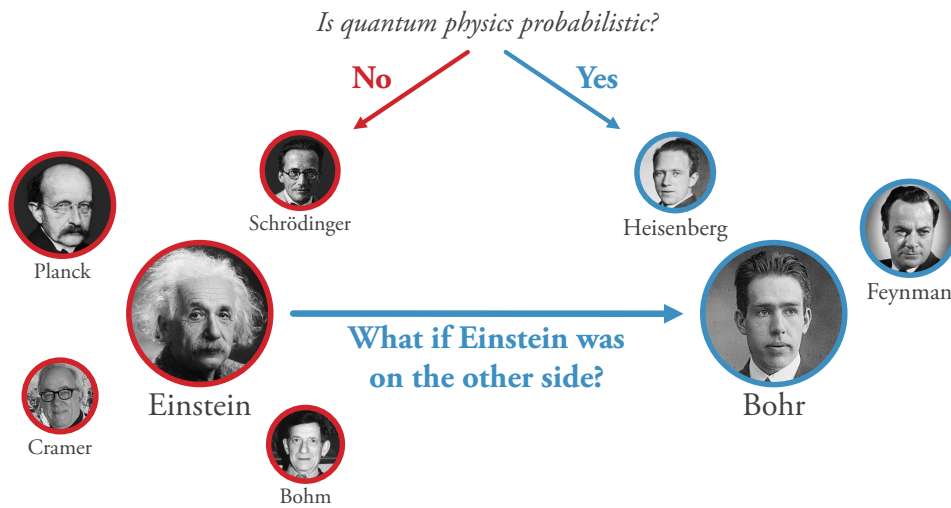 Is quantum physics probabilistic?
No
Yes
Schrödinger
Heisenberg
Planck
Feynman
What if Einstein was
on the other side?
Einstein
Bohr
Cramer
Bohm